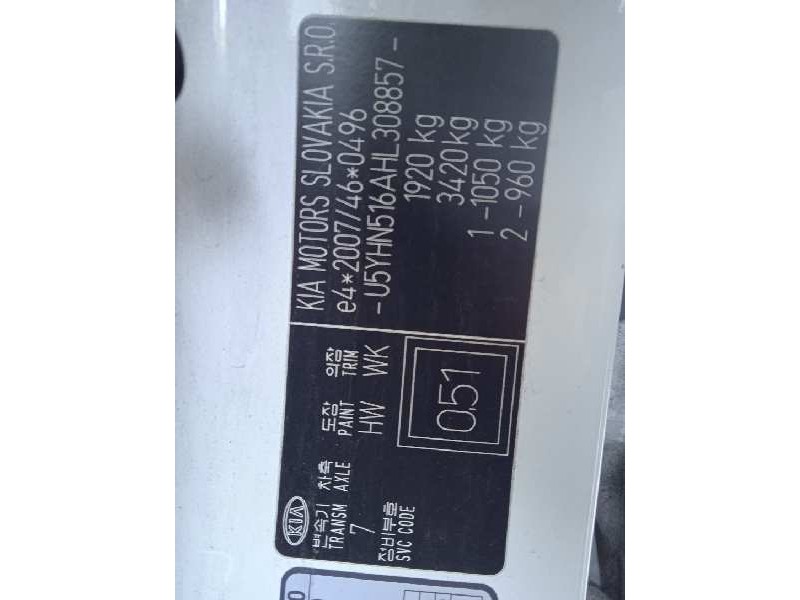 KIA MOTORS SLOVAKIA S.R.O
e4*2007/46*0496
-U5YHN516AHL308857-
1920 kg
3420kg
1-1050 kg
2-960 kg
KIA
변속기 차축 도장 의장
TRANSM AXLE PAINT TRIM
7 HW WK
정비부호
SVC CODE
0.51